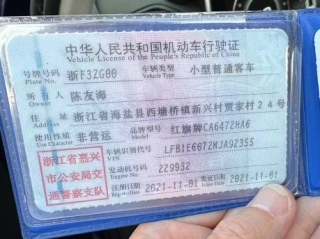 中华人民共和国机动车行驶证
Vehicle License of the People's Republic of China
号牌号码 浙F3ZG00 车辆类型 小型普通客车
Plate No. Vehicle Type
所有人 陈友海
Owner
住址 浙江省海盐县西塘桥镇新兴村贾家村24号
Address
使用性质 非营运 品牌型号 红旗牌CA6472HA6
Use Character Model
浙江省嘉兴
市公安局交
通警察支队
车辆识别代号
VIN
发动机号码 229932
Engine No.
注册日期 2021-11-01 发证日期 2021-11-01
Register Date Issue Date